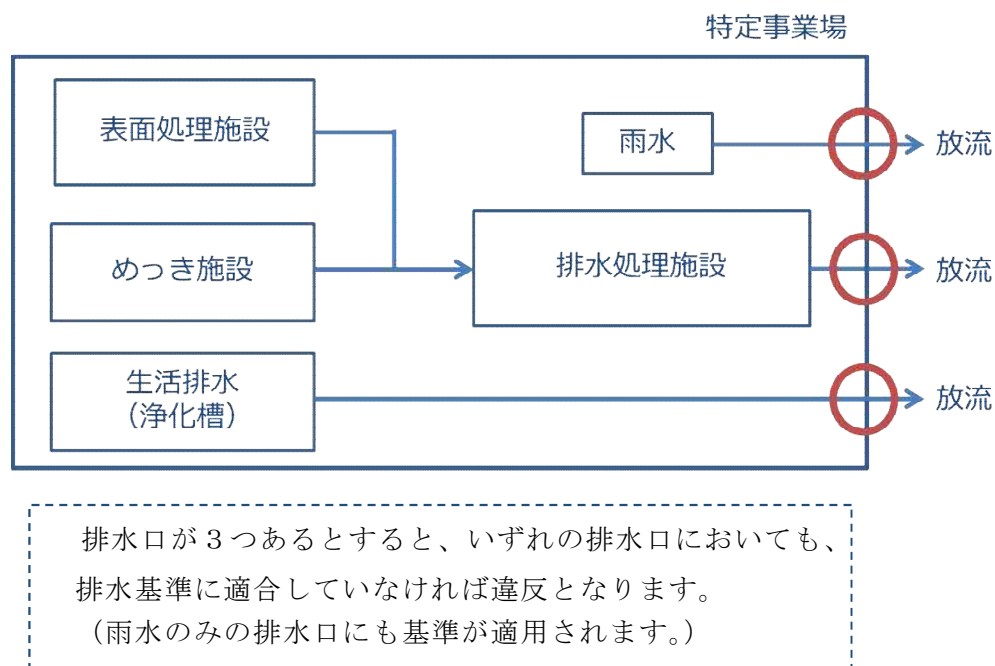 特定事業場
表面処理施設
雨水
放流
めっき施設
排水処理施設
放流
生活排水
（浄化槽）
放流
排水口が３つあるとすると、いずれの排水口においても、
排水基準に適合していなければ違反となります。
（雨水のみの排水口にも基準が適用されます。）